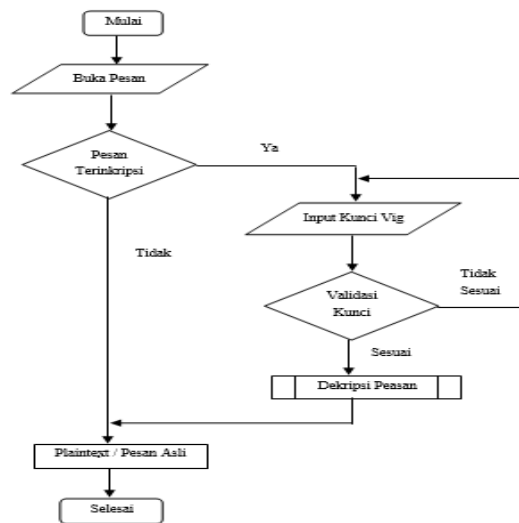 Mulai
Buka Pesan
Pesan
Terinkripsi
Ya
Input Kunci Vig
Tidak
Validasi
Kunci
Tidak
Sesuai
Sesuai
Dekripsi Peasan
Plaintext / Pesan Asli
Selesai